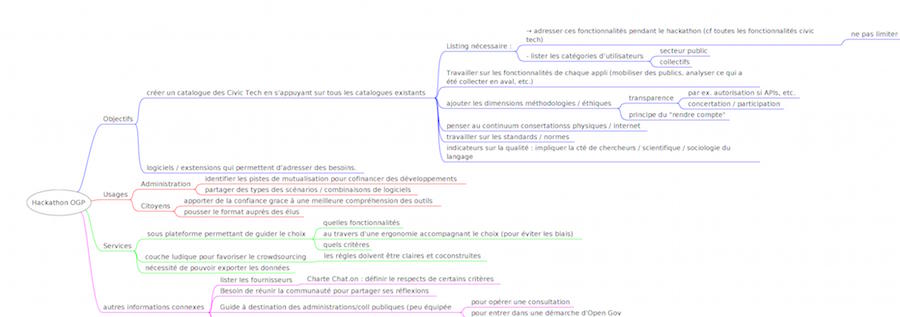 Hackathon OGP
Objectifs
créer un catalogue des Civic Tech en s'appuyant sur tous les catalogues existants
Listing nécessaire :
→ adresser ces fonctionnalités pendant le hackathon (cf toutes les fonctionnalités civic
tech)
ne pas limiter
- lister les catégories d'utilisateurs
secteur public
collectifs
Travailler sur les fonctionnalités de chaque appli (mobiliser des publics, analyser ce qui a
été collecter en aval, etc.)
ajouter les dimensions méthodologies / éthiques
transparence
par ex. autorisation si APIs, etc.
concertation / participation
principe du "rendre compte"
penser au continuum consertationss physiques / internet
travailler sur les standards / normes
indicateurs sur la qualité : impliquer la cté de chercheurs / scientifique / sociologie du
langage
logiciels / exstensions qui permettent d'adresser des besoins.
Usages
Administration
identifier les pistes de mutualisation pour cofinancer des développements
partager des types des scénarios / combinaisons de logiciels
Citoyens
apporter de la confiance grace à une meilleure compréhension des outils
pousser le format auprès des élus
Services
sous plateforme permettant de guider le choix
quelles fonctionnalités
au travers d'une ergonomie accompagnant le choix (pour éviter les biais)
quels critères
couche ludique pour favoriser le crowdsourcing
les règles doivent être claires et coconstruites
nécessité de pouvoir exporter les données
autres informations connexes
lister les fournisseurs
Charte Chat.on : définir le respects de certains critères
Besoin de réunir la communauté pour partager ses réflexions
Guide à destination des administrations/coll publiques (peu équipée
pour opérer une consultation
pour entrer dans une démarche d'Open Gov